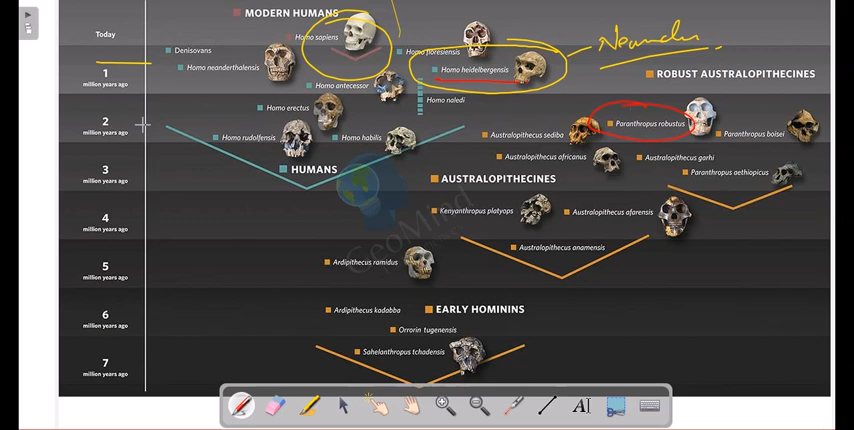 MODERN HUMANS
Today
Homo sapiens
Denisovans
Homo floresiensis
Homo neanderthalensis
Homo heidelbergensis
1
million years ago
ROBUST AUSTRALOPITHECINES
Homo antecessor
Homo naledi
Homo erectus
2
million years ago
Paranthropus robustus
Australopithecus sediba
Paranthropus boisei
Homo rudolfensis
Homo habilis
Australopithecus africanus
Australopithecus garhi
3
million years ago
HUMANS
AUSTRALOPITHECINES
Paranthropus aethiopicus
Kenyanthropus platyops
Australopithecus afarensis
4
million years ago
Australopithecus anamensis
5
million years ago
Ardipithecus ramidus
6
million years ago
Ardipithecus kadabba
EARLY HOMININS
Orrorin tugenensis
7
million years ago
Sahelanthropus tchadensis
GeoMind
A